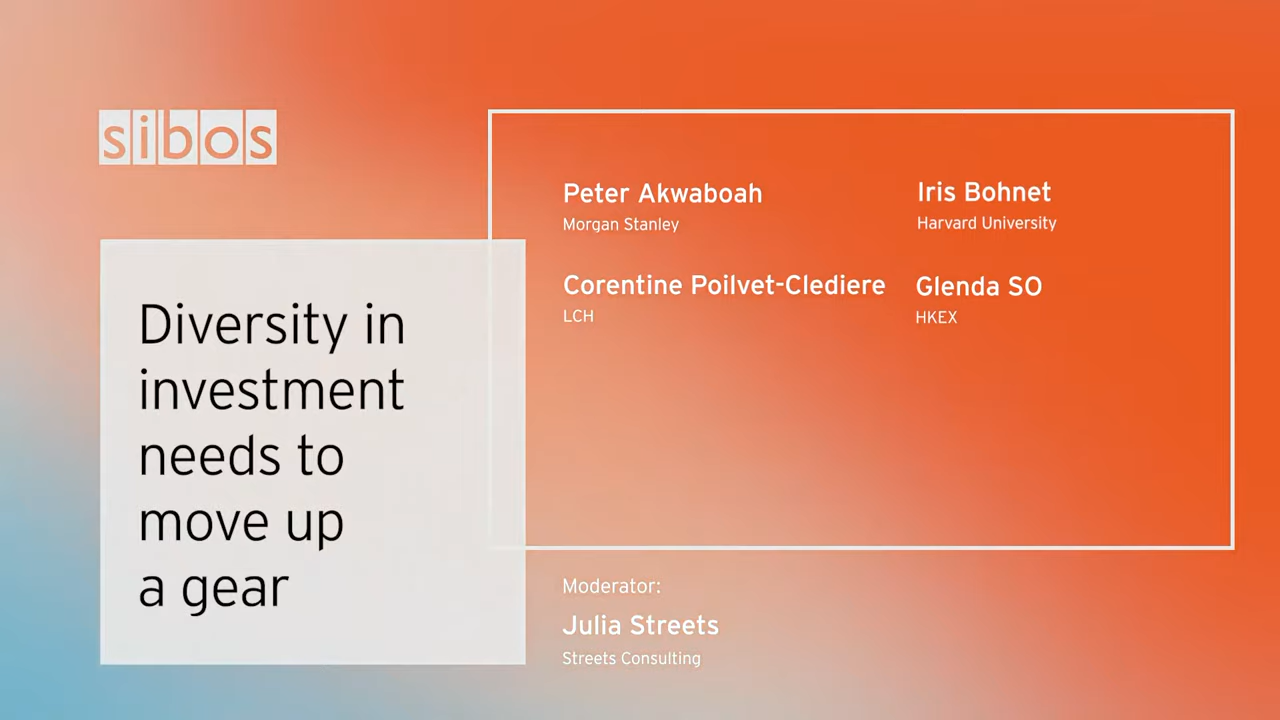 sibos
Diversity in
investment
needs to
move up
a gear
Peter Akwaboah
Morgan Stanley
Iris Bohnet
Harvard University
Corentine Poilvet-Clediere
LCH
Glenda SO
HKEX
Moderator:
Julia Streets
Streets Consulting